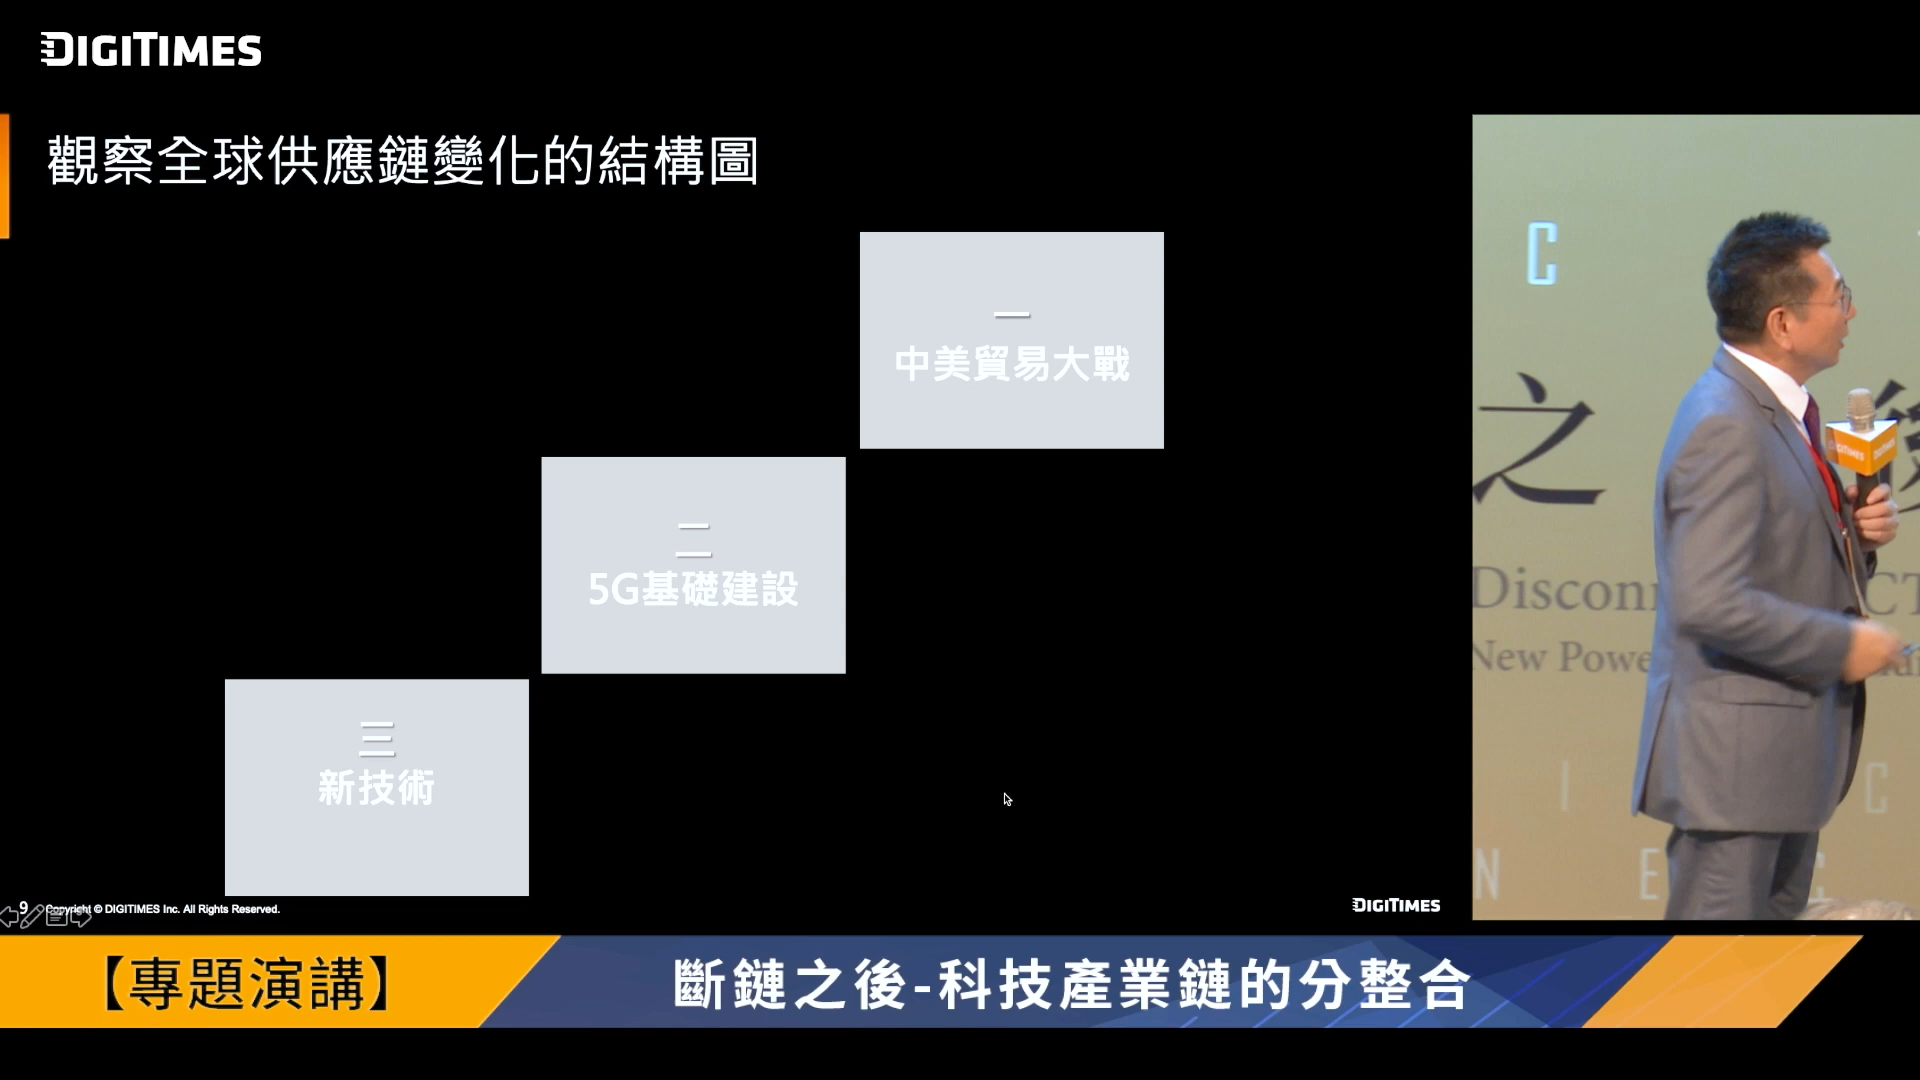 DIGITIMES
觀察全球供應鏈變化的結構圖
一
中美貿易大戰
二
5G基礎建設
三
新技術
9 Copyright © DIGITIMES Inc. All Rights Reserved.
DIGITIMES
C
之後
DIGITIMES
New
I C
N E C
【專題演講】
斷鏈之後-科技產業鏈的分整合